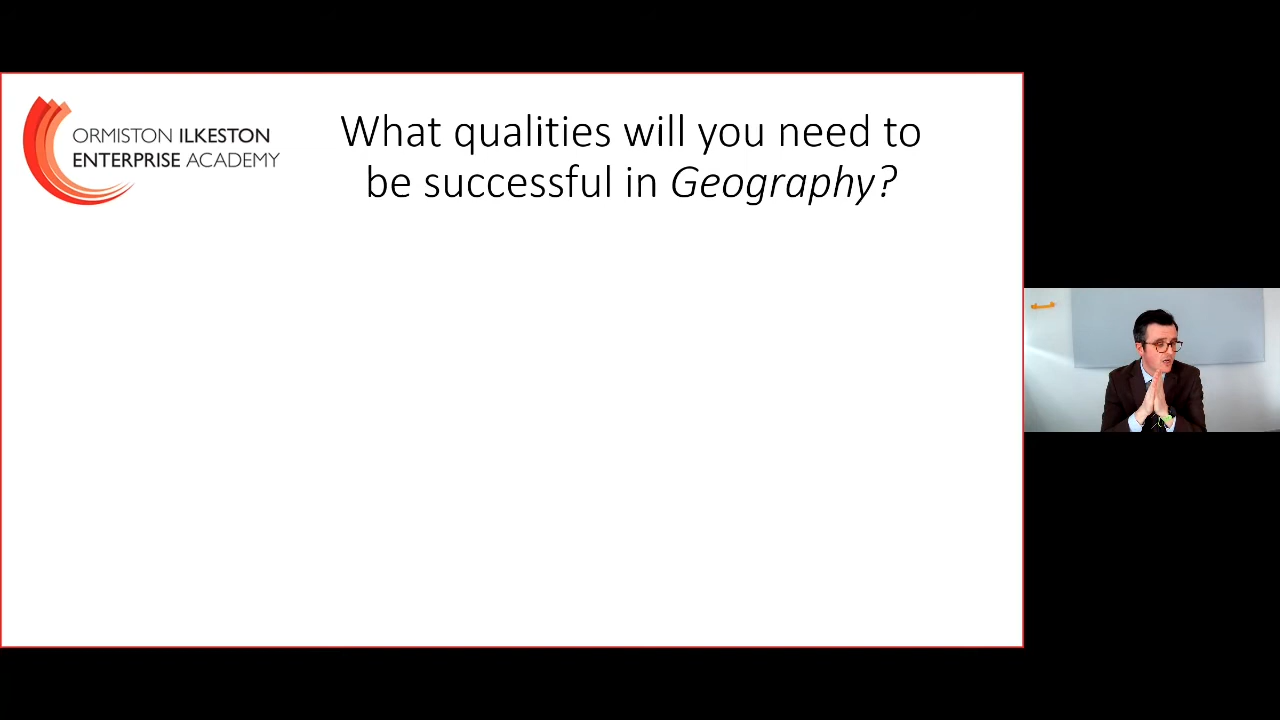 ORMISTON ILKESTON
ENTERPRISE ACADEMY
What qualities will you need to
be successful in Geography?